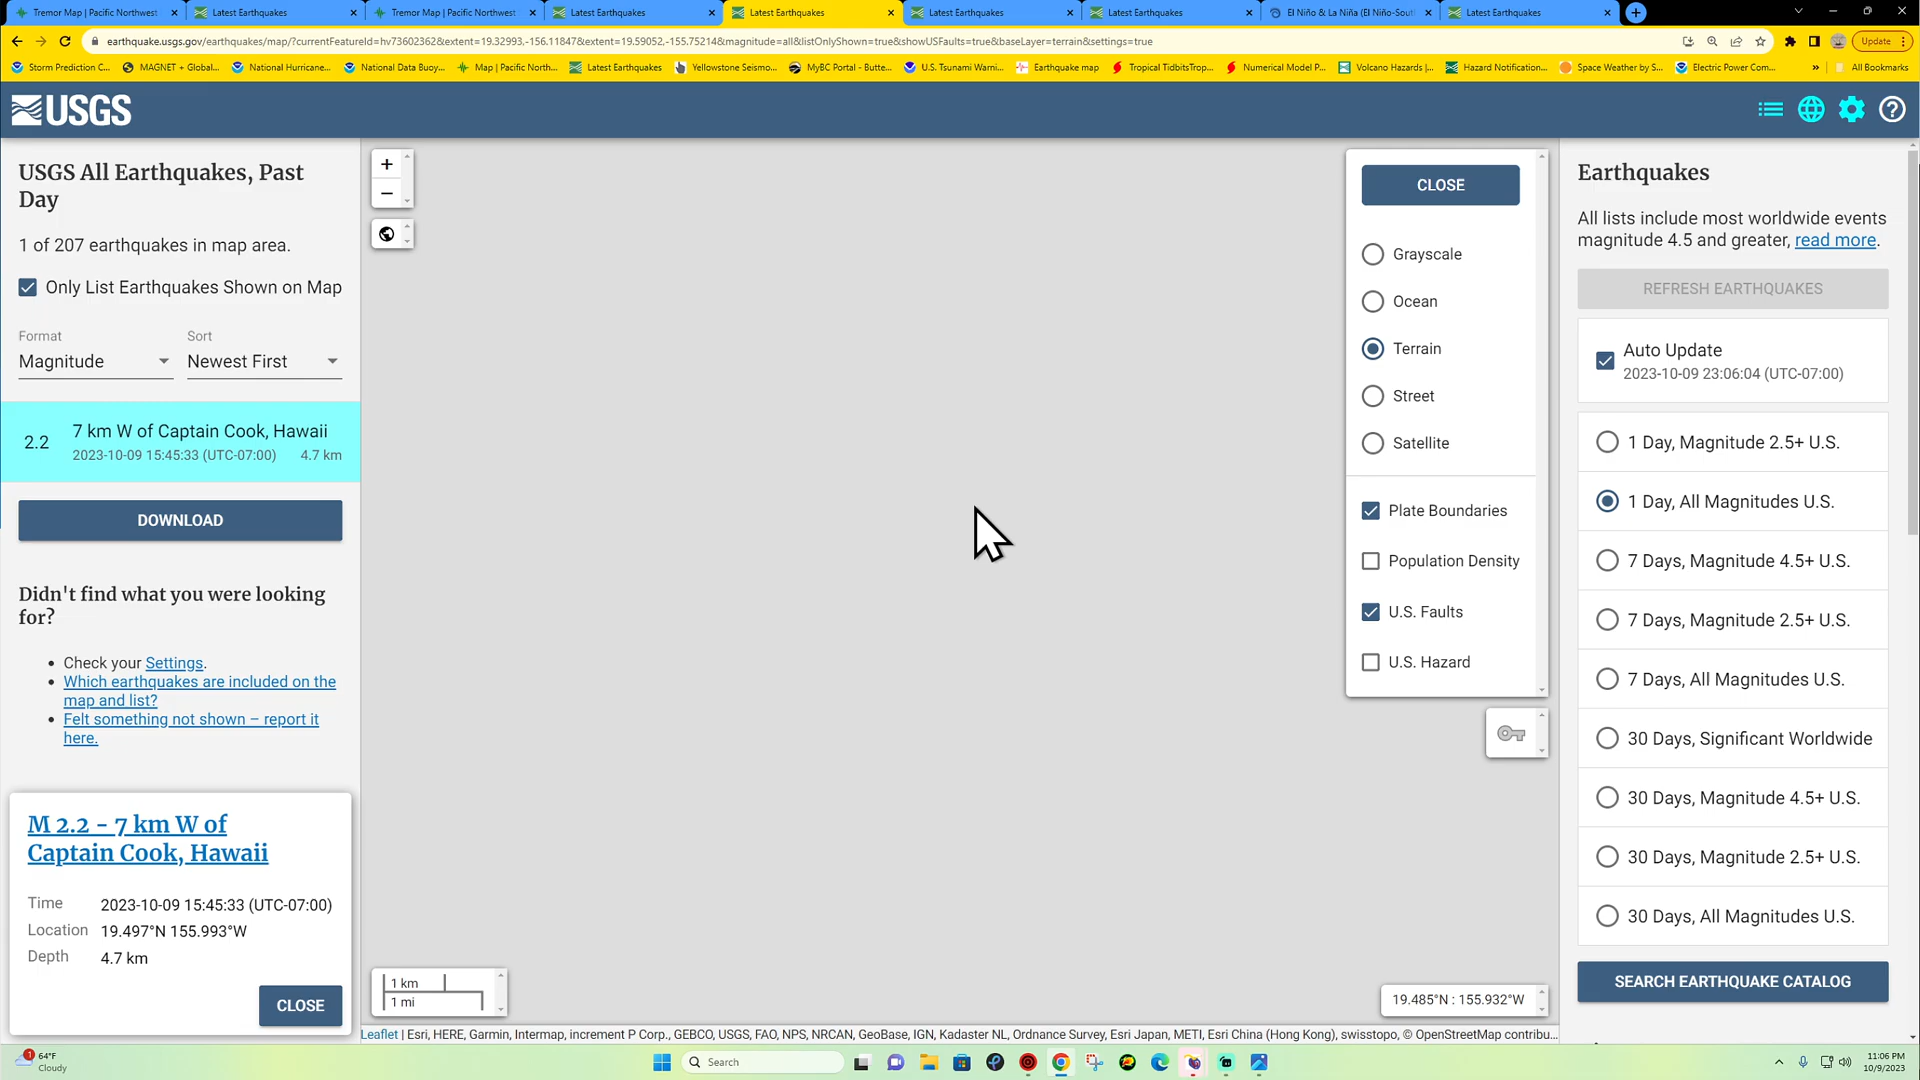 Tremor Map | Pacific Northwest
Latest Earthquakes
Tremor Map | Pacific Northwest
Latest Earthquakes
Latest Earthquakes
Latest Earthquakes
Latest Earthquakes
El Niño & La Niña (El Niño-Sout
Latest Earthquakes
earthquake.usgs.gov/earthquakes/map/?currentFeatureId=hv73602362&extent=19.32993,-156.11847&extent=19.59052,-155.75214&magnitude=all&listOnlyShown=true&showUSFaults=true&baseLayer=terrain&settings=true
Update
Storm Prediction C...
MAGNET + Global...
National Hurricane...
National Data Buoy...
Map | Pacific North...
Latest Earthquakes
Yellowstone Seismo...
MyBC Portal - Butte...
U.S. Tsunami Warni...
Earthquake map
Tropical TidbitsTrop...
Numerical Model P...
Volcano Hazards |...
Hazard Notification...
Space Weather by S...
Electric Power Com...
»
All Bookmarks
USGS
USGS All Earthquakes, Past
Day
1 of 207 earthquakes in map area.
Only List Earthquakes Shown on Map
Format
Sort
Magnitude
Newest First
2.2
7 km W of Captain Cook, Hawaii
2023-10-09 15:45:33 (UTC-07:00)
4.7 km
DOWNLOAD
Didn't find what you were looking
for?
• Check your Settings.
• Which earthquakes are included on the
map and list?
• Felt something not shown – report it
here.
M 2.2 - 7 km W of
Captain Cook, Hawaii
Time
2023-10-09 15:45:33 (UTC-07:00)
Location
19.497°N 155.993°W
Depth
4.7 km
CLOSE
+
−
1 km
1 mi
CLOSE
Grayscale
Ocean
Terrain
Street
Satellite
Plate Boundaries
Population Density
U.S. Faults
U.S. Hazard
19.485°N : 155.932°W
Leaflet | Esri, HERE, Garmin, Intermap, increment P Corp., GEBCO, USGS, FAO, NPS, NRCAN, GeoBase, IGN, Kadaster NL, Ordnance Survey, Esri Japan, METI, Esri China (Hong Kong), swisstopo, © OpenStreetMap contribu...
Earthquakes
All lists include most worldwide events
magnitude 4.5 and greater, read more.
REFRESH EARTHQUAKES
Auto Update
2023-10-09 23:06:04 (UTC-07:00)
1 Day, Magnitude 2.5+ U.S.
1 Day, All Magnitudes U.S.
7 Days, Magnitude 4.5+ U.S.
7 Days, Magnitude 2.5+ U.S.
7 Days, All Magnitudes U.S.
30 Days, Significant Worldwide
30 Days, Magnitude 4.5+ U.S.
30 Days, Magnitude 2.5+ U.S.
30 Days, All Magnitudes U.S.
SEARCH EARTHQUAKE CATALOG
1
64°F
Cloudy
Search
11:06 PM
10/9/2023